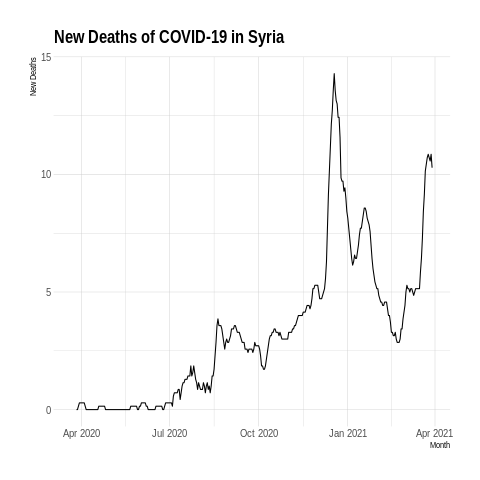 New Deaths of COVID-19 in Syria
New Deaths
15
10
5
0
Apr 2020 Jul 2020 Oct 2020 Jan 2021 Apr 2021
Month